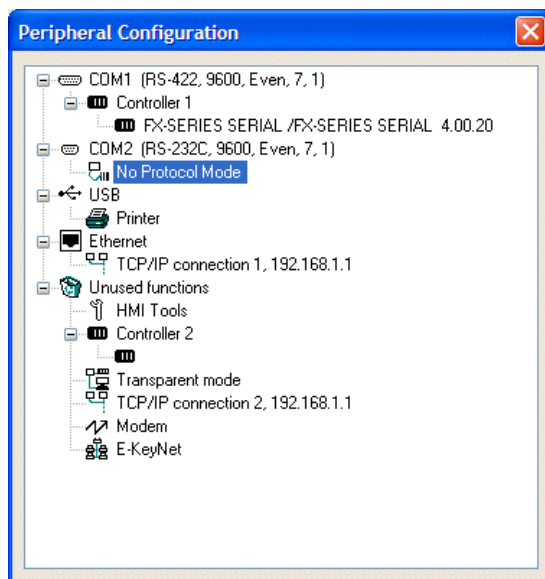 Peripheral Configuration
COM1 (RS-422, 9600, Even, 7, 1)
Controller 1
FX-SERIES SERIAL /FX-SERIES SERIAL 4.00.20
COM2 (RS-232C, 9600, Even, 7, 1)
No Protocol Mode
USB
Printer
Ethernet
TCP/IP connection 1, 192.168.1.1
Unused functions
HMI Tools
Controller 2
Transparent mode
TCP/IP connection 2, 192.168.1.1
Modem
E-KeyNet